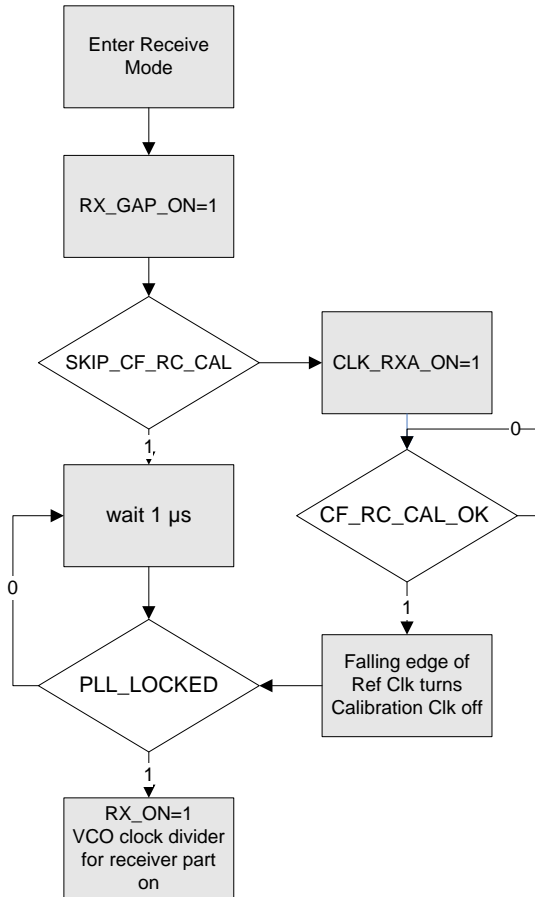 Enter Receive
Mode
RX_GAP_ON=1
SKIP_CF_RC_CAL
CLK_RXA_ON=1
0
1,
wait 1 µs
CF_RC_CAL_OK
0
1
PLL_LOCKED
Falling edge of
Ref Clk turns
Calibration Clk off
1,
RX_ON=1
VCO clock divider
for receiver part
on